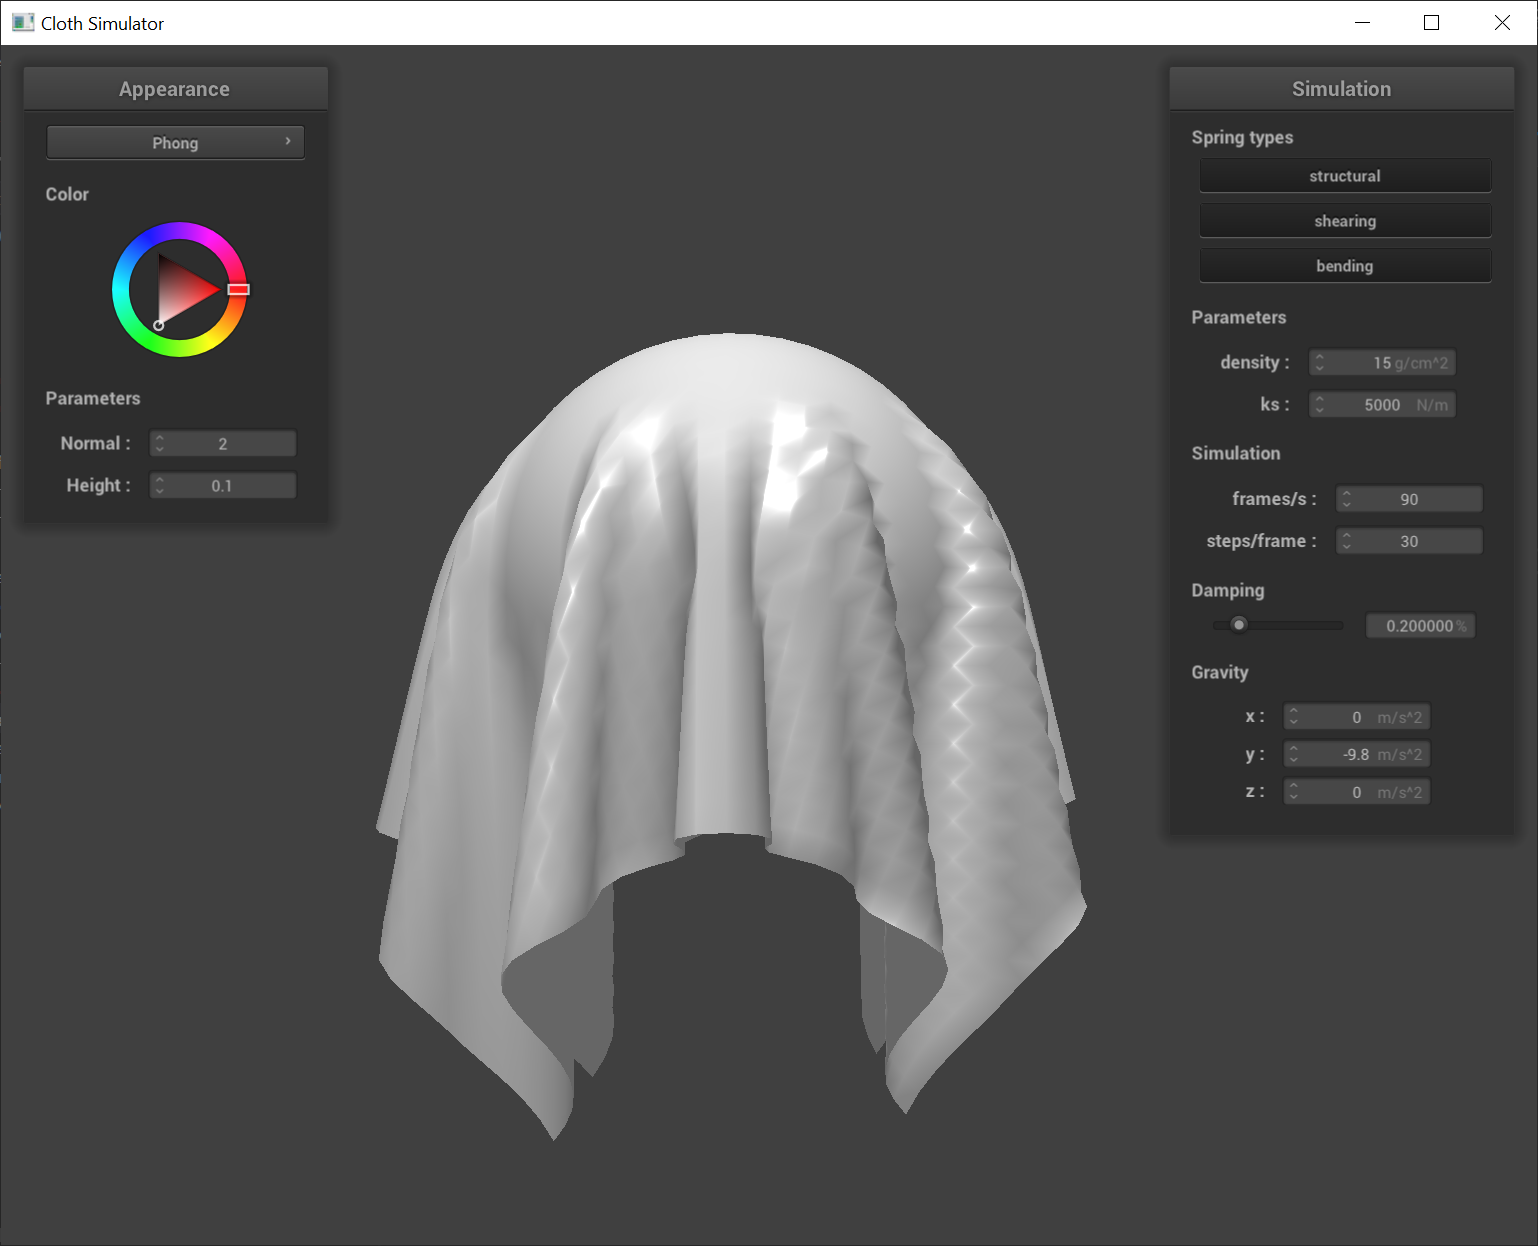 Cloth Simulator
Appearance
Phong
Color
Parameters
Normal : 2
Height : 0.1
Simulation
Spring types
structural
shearing
bending
Parameters
density : 15 g/cm^2
ks : 5000 N/m
Simulation
frames/s : 90
steps/frame : 30
Damping
0.200000 %
Gravity
x : 0 m/s^2
y : -9.8 m/s^2
z : 0 m/s^2